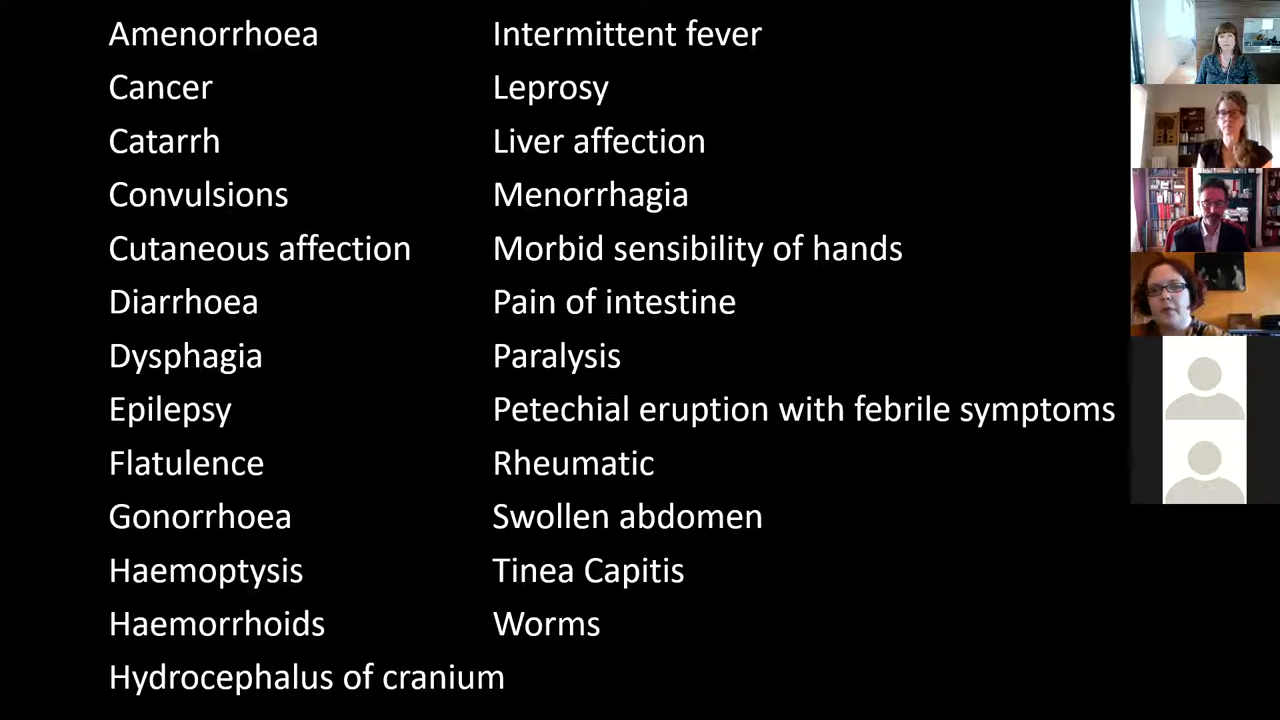 Amenorrhoea
Cancer
Catarrh
Convulsions
Cutaneous affection
Diarrhoea
Dysphagia
Epilepsy
Flatulence
Gonorrhoea
Haemoptysis
Haemorrhoids
Hydrocephalus of cranium
Intermittent fever
Leprosy
Liver affection
Menorrhagia
Morbid sensibility of hands
Pain of intestine
Paralysis
Petechial eruption with febrile symptoms
Rheumatic
Swollen abdomen
Tinea Capitis
Worms